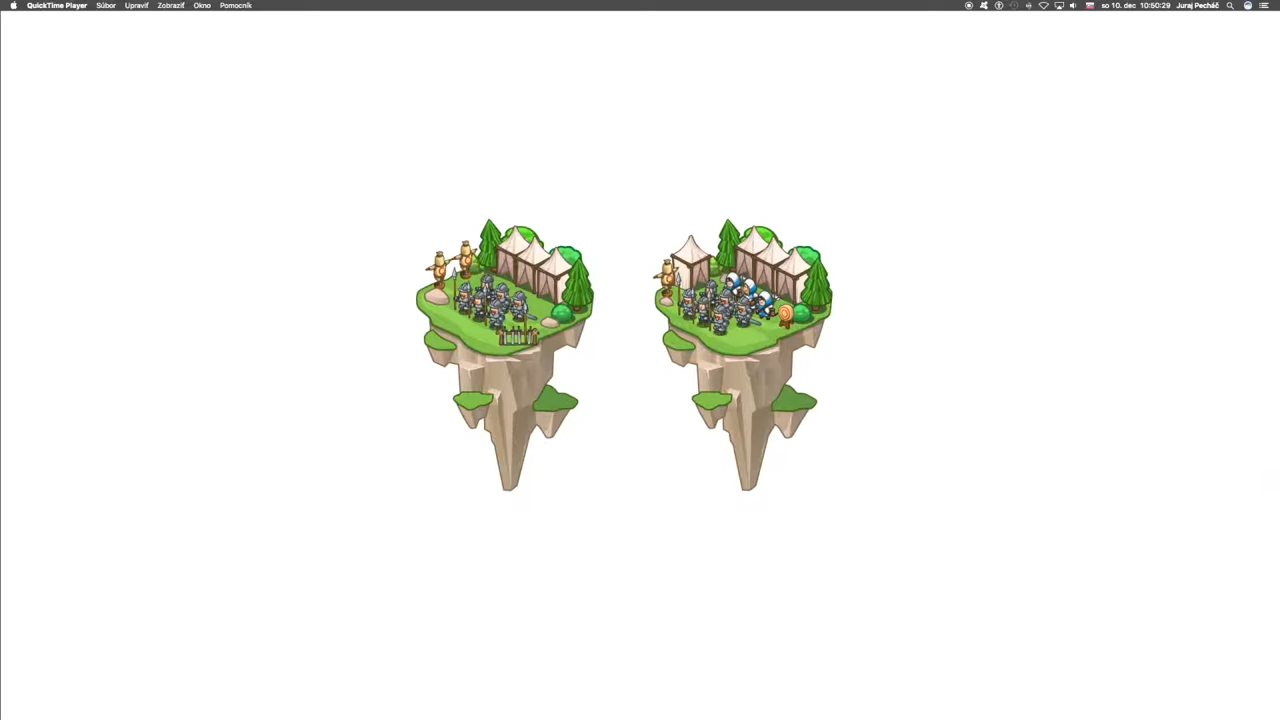 QuickTime Player Súbor Upraviť Zobraziť Okno Pomocník so 10. dec 10:50:29 Juraj Pecháč